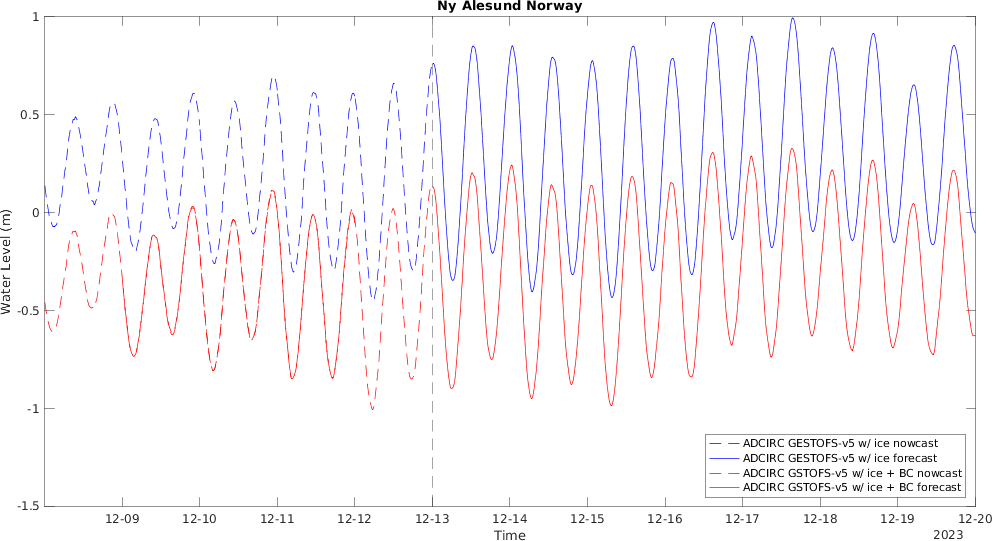 Ny Alesund Norway
Water Level (m)
1
0.5
0
-0.5
-1
-1.5
ADCIRC GESTOFS-v5 w/ ice nowcast
ADCIRC GESTOFS-v5 w/ ice forecast
ADCIRC GSTOFS-v5 w/ ice + BC nowcast
ADCIRC GSTOFS-v5 w/ ice + BC forecast
12-09 12-10 12-11 12-12 12-13 12-14 12-15 12-16 12-17 12-18 12-19 12-20
Time
2023